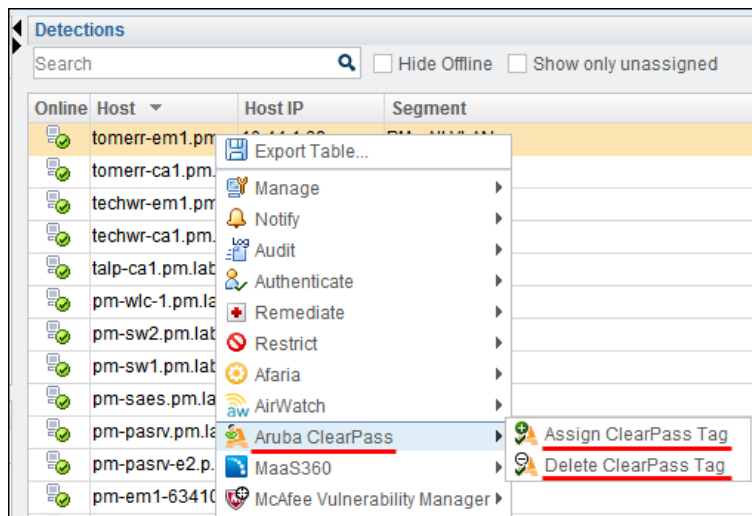 Detections
Search Hide Offline Show only unassigned
Online Host Host IP Segment
tomerr-em1.pm
Export Table...
tomerr-ca1.pm.
Manage
techwr-em1.pm
Notify
techwr-ca1.pm.
Audit
talp-ca1.pm.lab
Authenticate
pm-wlc-1.pm.la
Remediate
pm-sw2.pm.lab
Restrict
pm-sw1.pm.lab
Afaria
pm-saes.pm.la
AirWatch
pm-pasrv.pm.la
Aruba ClearPass Assign ClearPass Tag
pm-pasrv-e2.p.
MaaS360 Delete ClearPass Tag
pm-em1-63410
McAfee Vulnerability Manager